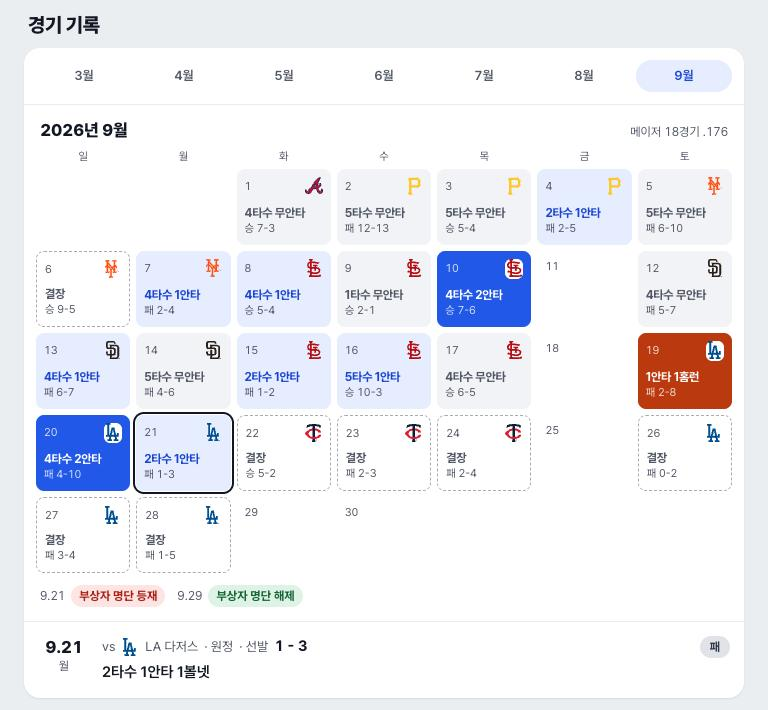 경기 기록
3월 4월 5월 6월 7월 8월 9월
2026년 9월 메이저 18경기 .176
일 월 화 수 목 금 토
1 2 3 4 5
4타수 무안타 5타수 무안타 5타수 무안타 2타수 1안타 5타수 무안타
승 7-3 패 12-13 승 5-4 패 2-5 패 6-10
6 7 8 9 10 11 12
결장 4타수 1안타 4타수 1안타 1타수 무안타 4타수 2안타 4타수 무안타
승 9-5 패 2-4 승 5-4 승 2-1 승 7-6 패 5-7
13 14 15 16 17 18 19
4타수 1안타 5타수 무안타 2타수 1안타 5타수 1안타 4타수 무안타 1안타 1홈런
패 6-7 패 4-6 패 1-2 승 10-3 승 6-5 패 2-8
20 21 22 23 24 25 26
4타수 2안타 2타수 1안타 결장 결장 결장 결장
패 4-10 패 1-3 승 5-2 패 2-3 패 2-4 패 0-2
27 28 29 30
결장 결장
패 3-4 패 1-5
9.21 부상자 명단 등재 9.29 부상자 명단 해제
9.21 vs LA LA 다저스 · 원정 · 선발 1 - 3 패
월 2타수 1안타 1볼넷